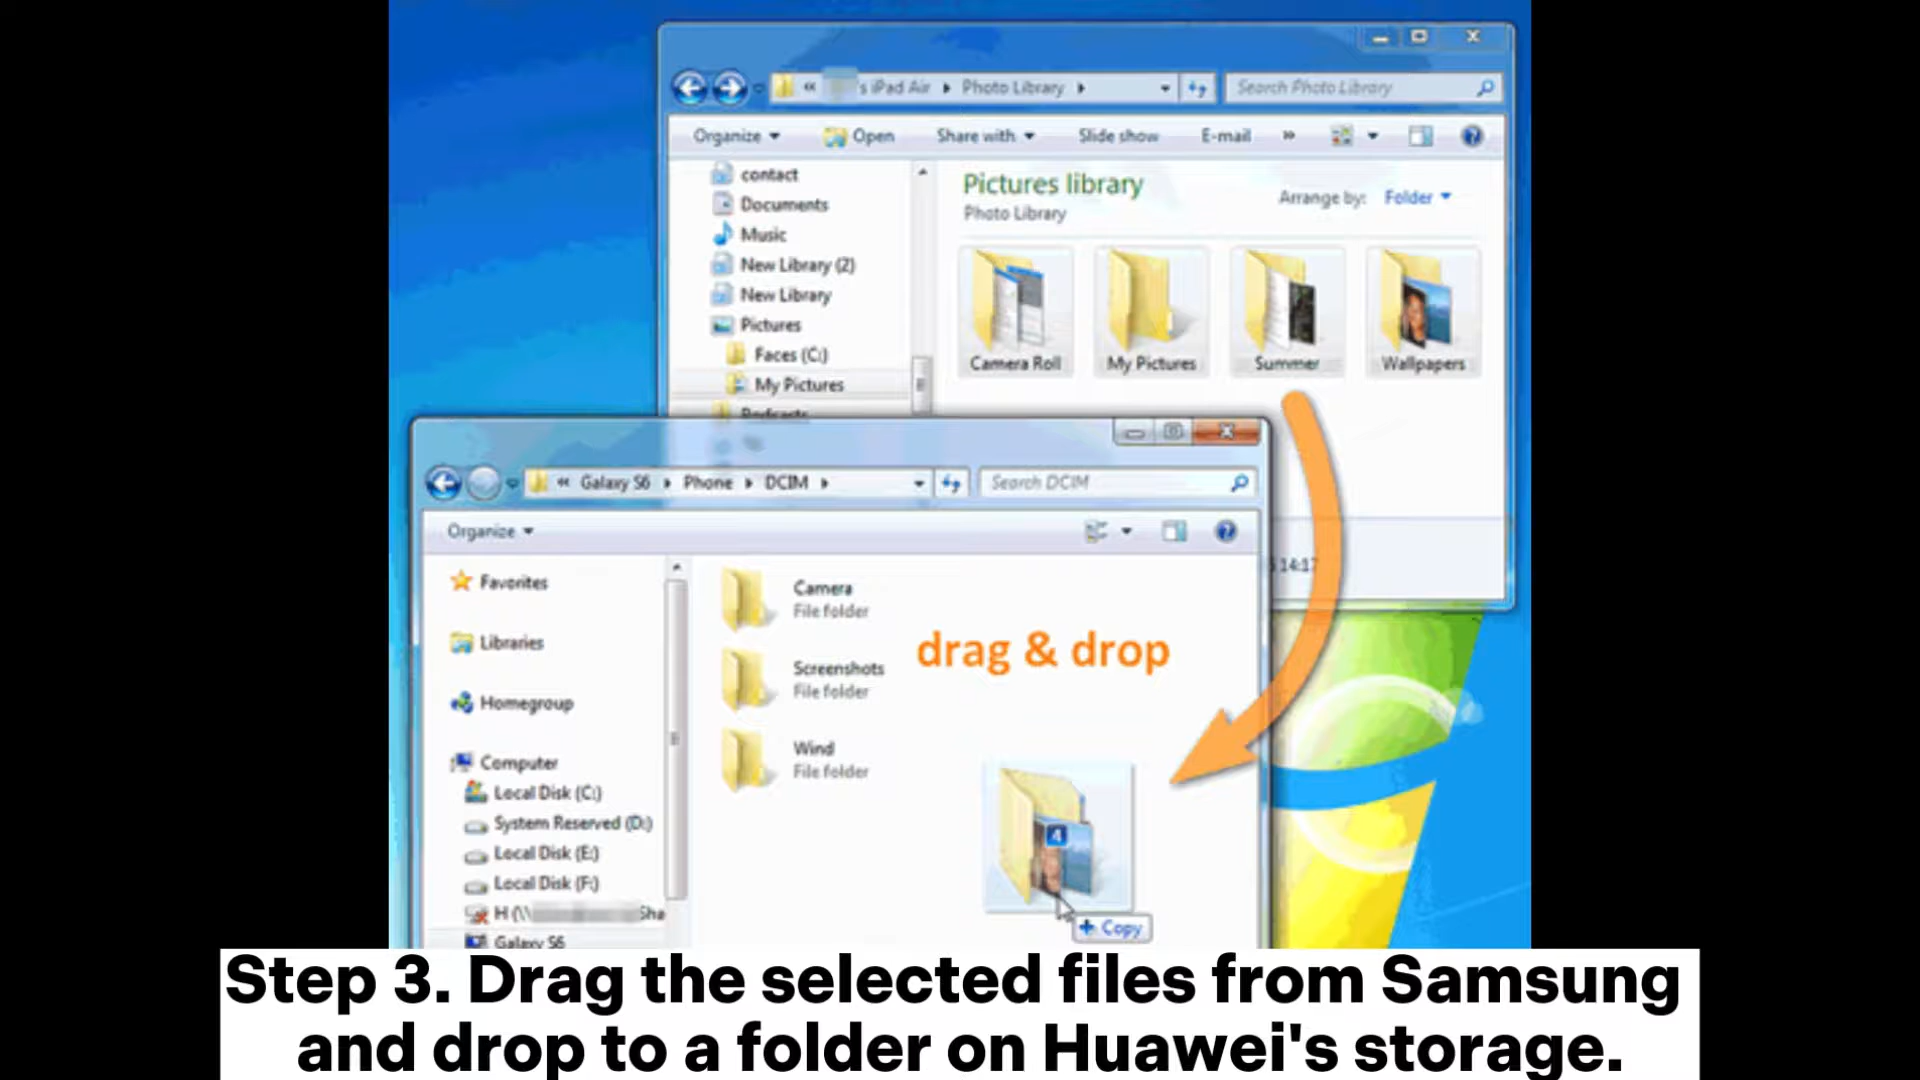 's iPad Air ▸ Photo Library ▸
Search Photo Library
Organize Open Share with Slide show E-mail »
contact
Documents
Music
New Library (2)
New Library
Pictures
Faces (C:)
My Pictures
Podcasts
Pictures library
Photo Library
Arrange by: Folder
Camera Roll My Pictures Summer Wallpapers
14:17
« Galaxy S6 ▸ Phone ▸ DCIM ▸
Search DCIM
Organize
Favorites
Libraries
Homegroup
Computer
Local Disk (C:)
System Reserved (D:)
Local Disk (E:)
Local Disk (F:)
H (\\ Sha
Galaxy S6
Camera
File folder
Screenshots
File folder
Wind
File folder
drag & drop
4
Copy
Step 3. Drag the selected files from Samsung
and drop to a folder on Huawei's storage.